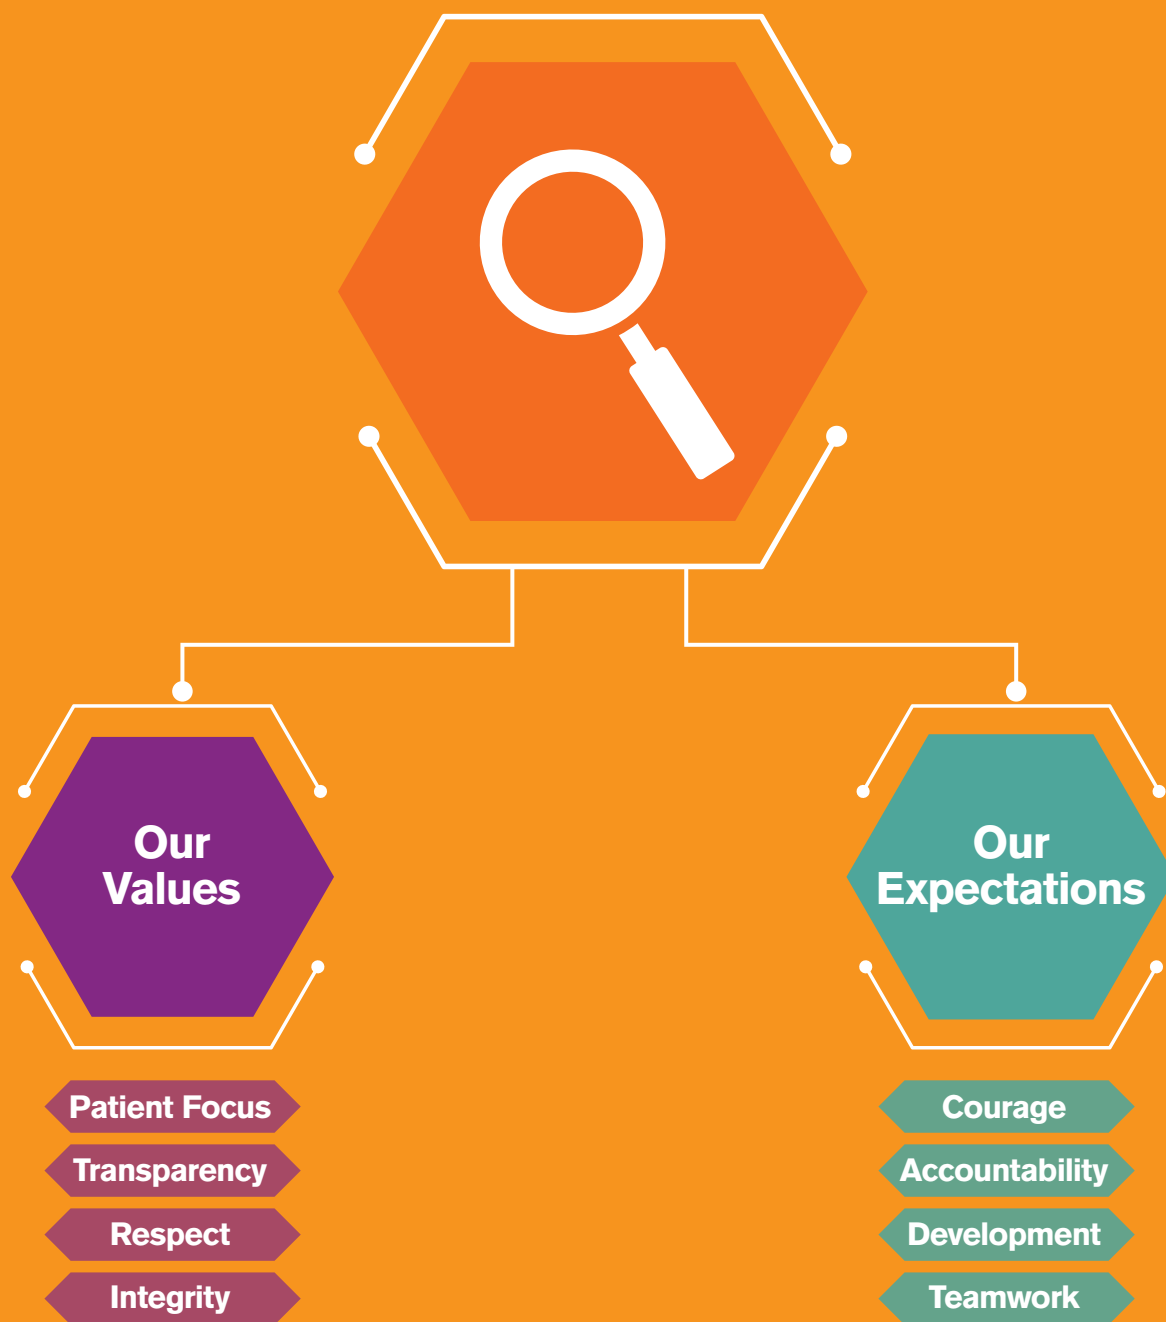 Our
Values
Patient Focus
Transparency
Respect
Integrity
Our
Expectations
Courage
Accountability
Development
Teamwork